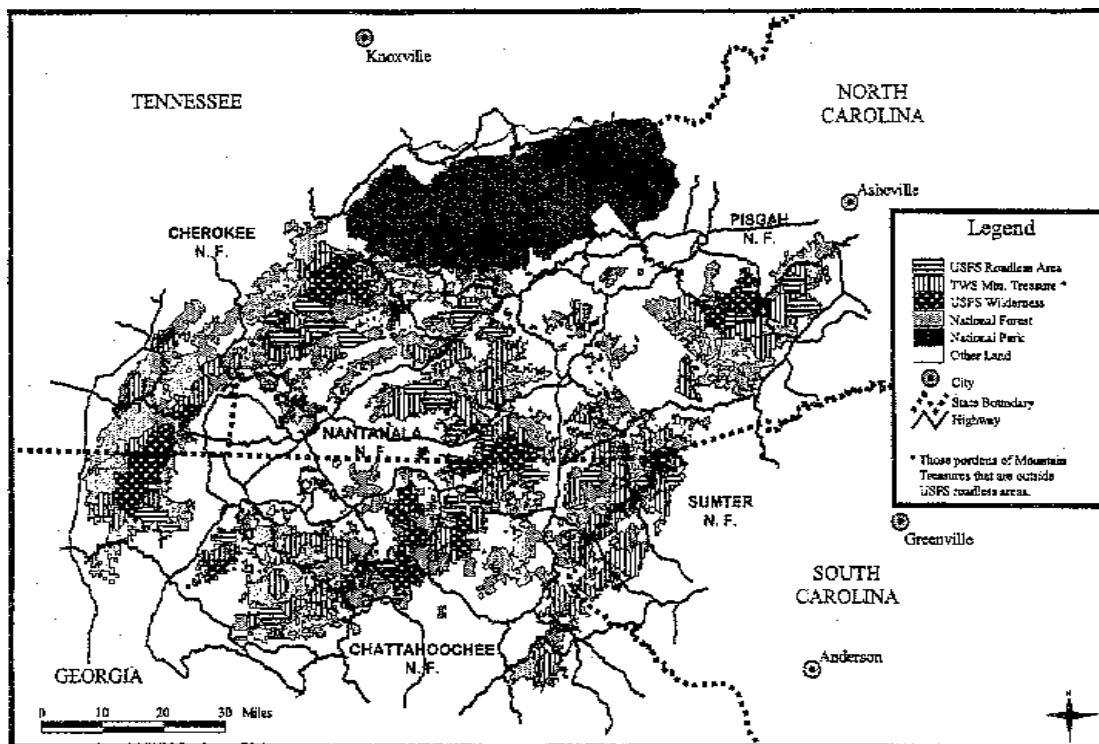 Knoxville
TENNESSEE
NORTH
CAROLINA
Asheville
PISGAH
N. F.
CHEROKEE
N. F.
Legend
USFS Roadless Area
TWS Mtn. Treasure *
USFS Wilderness
National Forest
National Park
Other Land
City
State Boundary
Highway
* Those portions of Mountain
Treasures that are outside
USFS roadless areas.
NANTAHALA
N. F.
SUMTER
N. F.
Greenville
SOUTH
CAROLINA
CHATTAHOOCHEE
N. F.
Anderson
GEORGIA
0 10 20 30 Miles
N